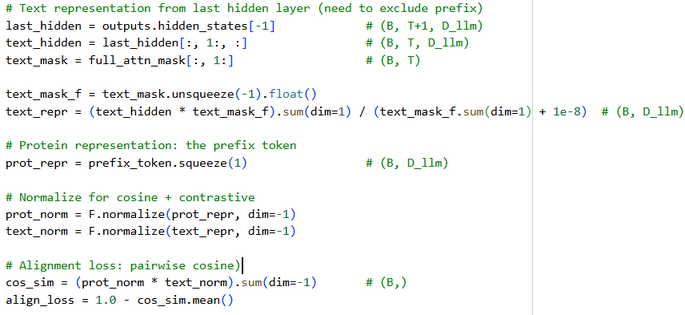 # Text representation from last hidden layer (need to exclude prefix)
last_hidden = outputs.hidden_states[-1] # (B, T+1, D_llm)
text_hidden = last_hidden[:, 1:, :] # (B, T, D_llm)
text_mask = full_attn_mask[:, 1:] # (B, T)
text_mask_f = text_mask.unsqueeze(-1).float()
text_repr = (text_hidden * text_mask_f).sum(dim=1) / (text_mask_f.sum(dim=1) + 1e-8) # (B, D_llm)
# Protein representation: the prefix token
prot_repr = prefix_token.squeeze(1) # (B, D_llm)
# Normalize for cosine + contrastive
prot_norm = F.normalize(prot_repr, dim=-1)
text_norm = F.normalize(text_repr, dim=-1)
# Alignment loss: pairwise cosine)
cos_sim = (prot_norm * text_norm).sum(dim=-1) # (B,)
align_loss = 1.0 - cos_sim.mean()